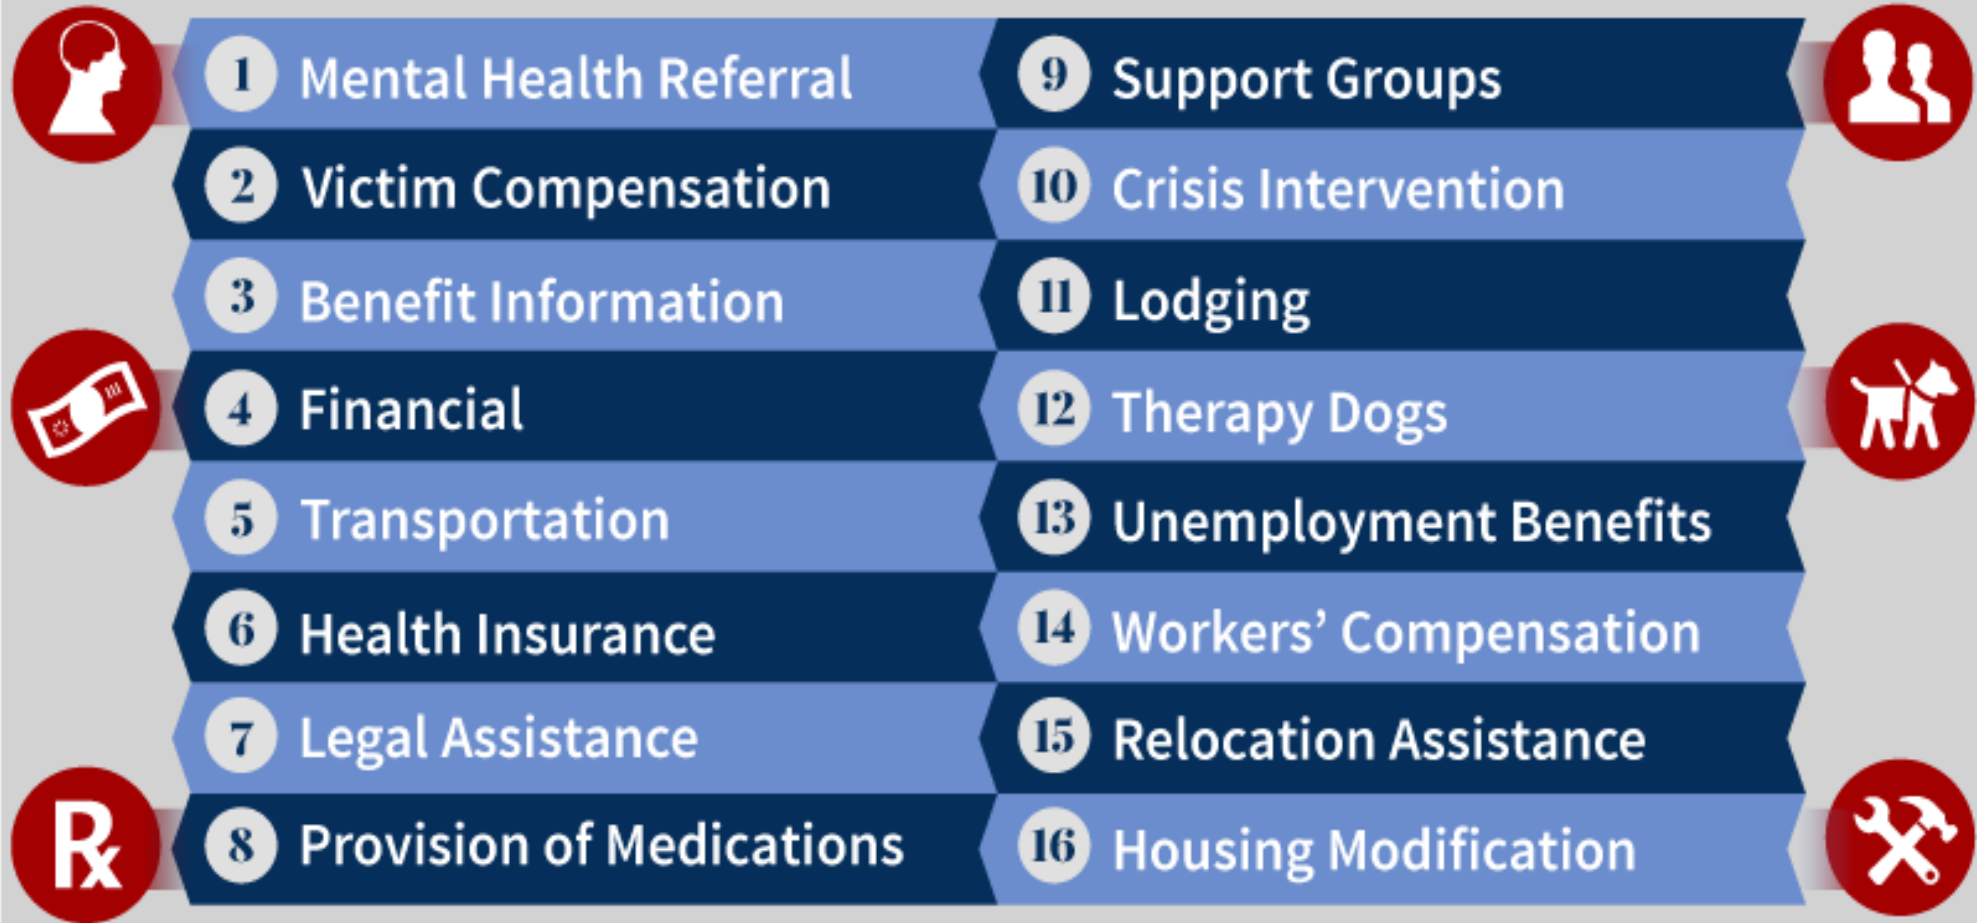 1 Mental Health Referral
2 Victim Compensation
3 Benefit Information
4 Financial
5 Transportation
6 Health Insurance
7 Legal Assistance
8 Provision of Medications
9 Support Groups
10 Crisis Intervention
11 Lodging
12 Therapy Dogs
13 Unemployment Benefits
14 Workers’ Compensation
15 Relocation Assistance
16 Housing Modification
Rx